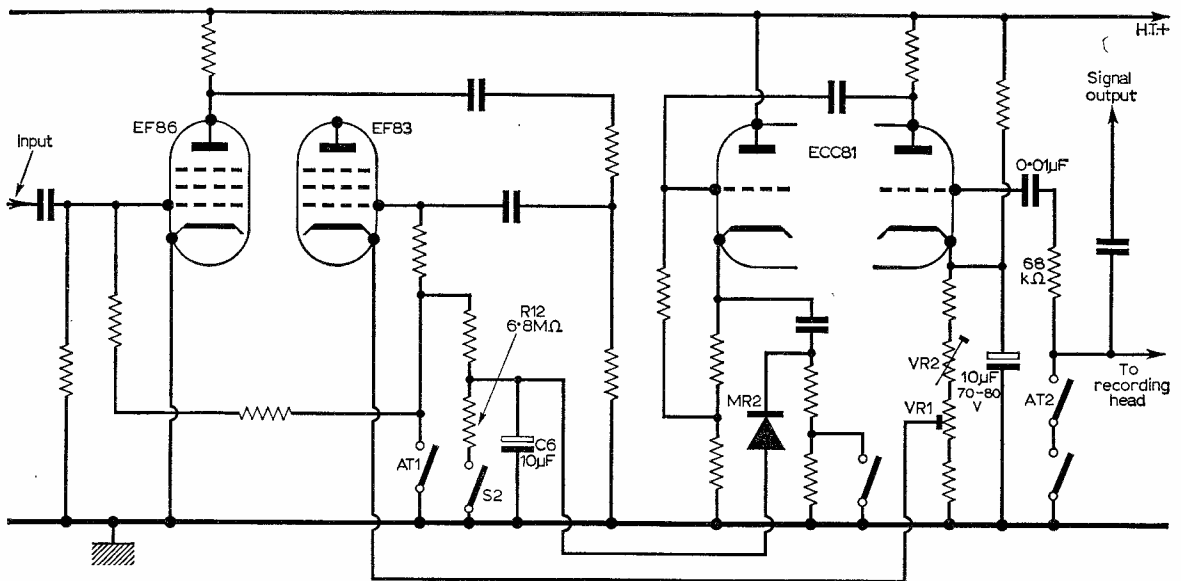 H.T.+
Signal
output
EF86
EF83
Input
ECC81
0·01µF
68
kΩ
R12
6·8MΩ
VR2
10µF
70-80
V
To
recording
head
MR2
VR1
AT2
C6
10µF
AT1
S2